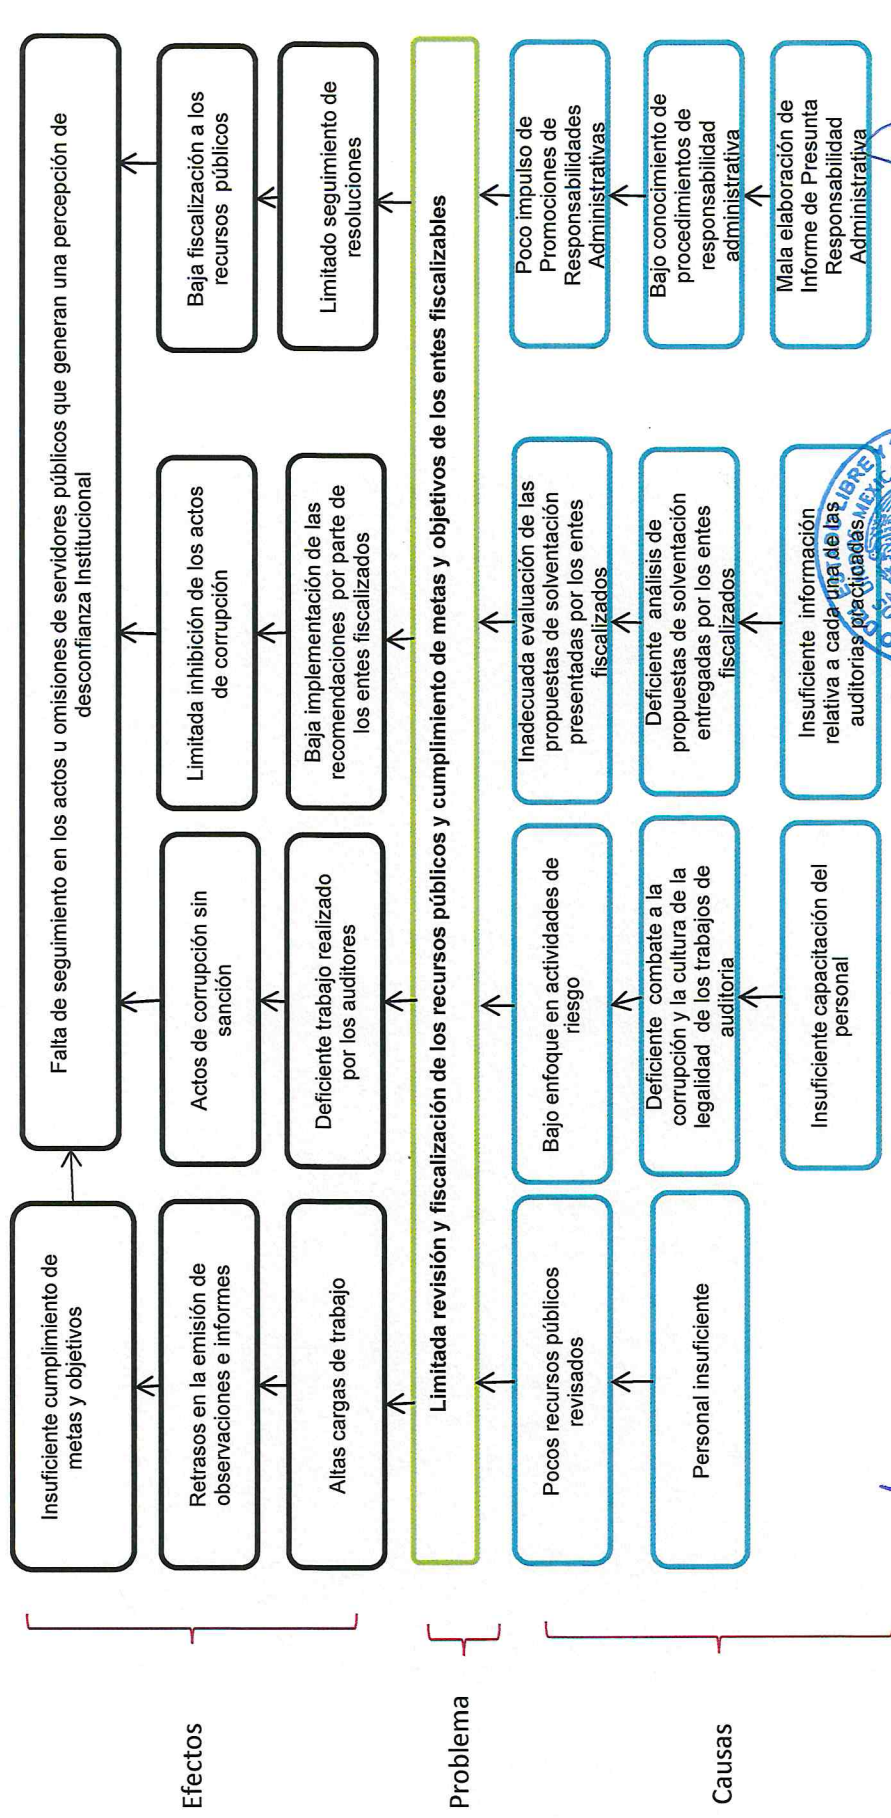 Efectos
Insuficiente cumplimiento de
metas y objetivos
Falta de seguimiento en los actos u omisiones de servidores públicos que generan una percepción de
desconfianza Institucional
Retrasos en la emisión de
observaciones e informes
Actos de corrupción sin
sanción
Limitada inhibición de los actos
de corrupción
Baja fiscalización a los
recursos públicos
Altas cargas de trabajo
Deficiente trabajo realizado
por los auditores
Baja implementación de las
recomendaciones por parte de
los entes fiscalizados
Limitado seguimiento de
resoluciones
Problema
Limitada revisión y fiscalización de los recursos públicos y cumplimiento de metas y objetivos de los entes fiscalizables
Causas
Pocos recursos públicos
revisados
Bajo enfoque en actividades de
riesgo
Inadecuada evaluación de las
propuestas de solventación
presentadas por los entes
fiscalizados
Poco impulso de
Promociones de
Responsabilidades
Administrativas
Personal insuficiente
Deficiente combate a la
corrupción y la cultura de la
legalidad de los trabajos de
auditoria
Deficiente análisis de
propuestas de solventación
entregadas por los entes
fiscalizados
Bajo conocimiento de
procedimientos de
responsabilidad
administrativa
Insuficiente capacitación del
personal
Insuficiente información
relativa a cada una de las
auditorias practicadas
Mala elaboración de
Informe de Presunta
Responsabilidad
Administrativa
LIBRE Y